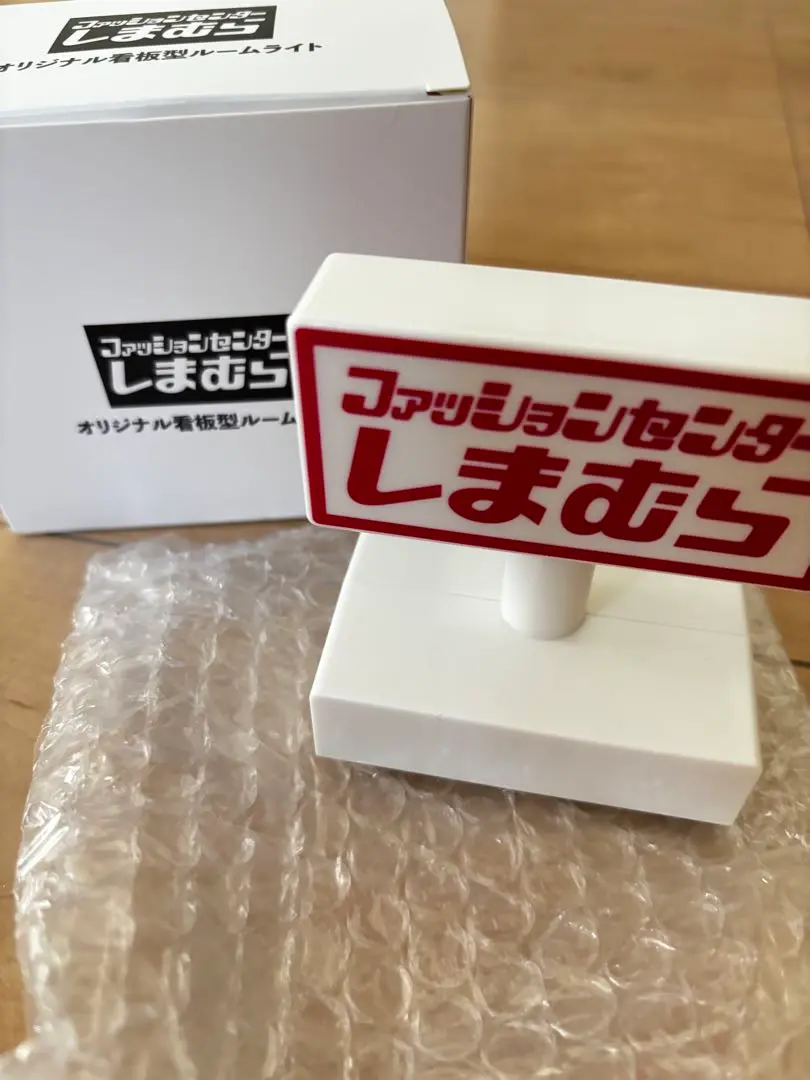 ファッションセンター
しまむら
オリジナル看板型ルームライト
ファッションセンター
しまむら
オリジナル看板型ルーム
ファッションセンター
しまむら